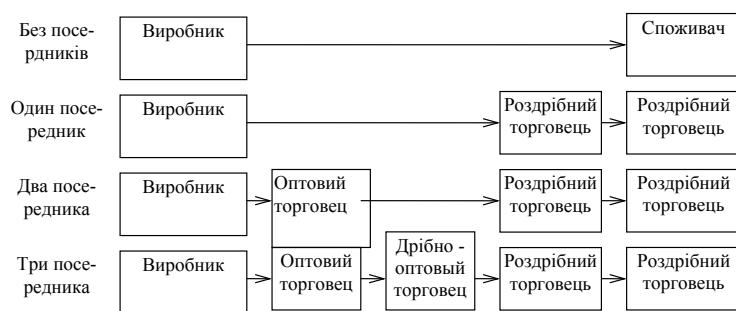 Без посе-
рдників
Виробник
Споживач
Один посе-
редник
Виробник
Роздрібний
торговець
Роздрібний
торговець
Два посе-
редника
Виробник
Оптовий
торговец
Роздрібний
торговець
Роздрібний
торговець
Три посе-
редника
Виробник
Оптовий
торговец
Дрібно -
оптовый
торговец
Роздрібний
торговець
Роздрібний
торговець